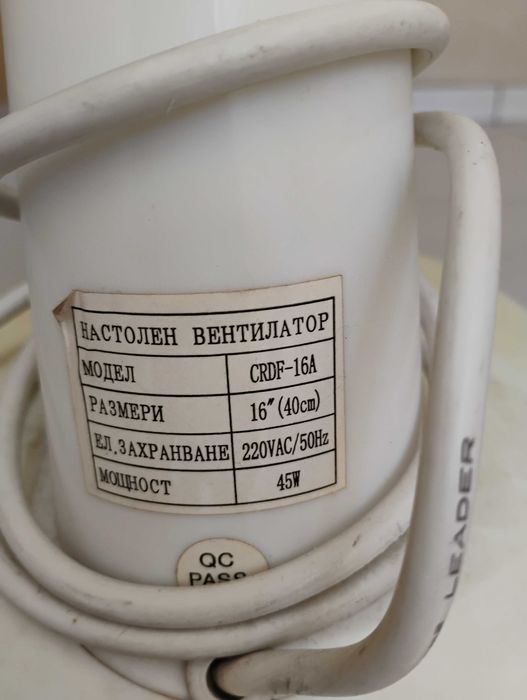 НАСТОЛЕН ВЕНТИЛАТОР
МОДЕЛ CRDF-16A
РАЗМЕРИ 16"(40cm)
ЕЛ.ЗАХРАНВАНЕ 220VAC/50Hz
МОЩНОСТ 45W
QC
PASS
LEADER